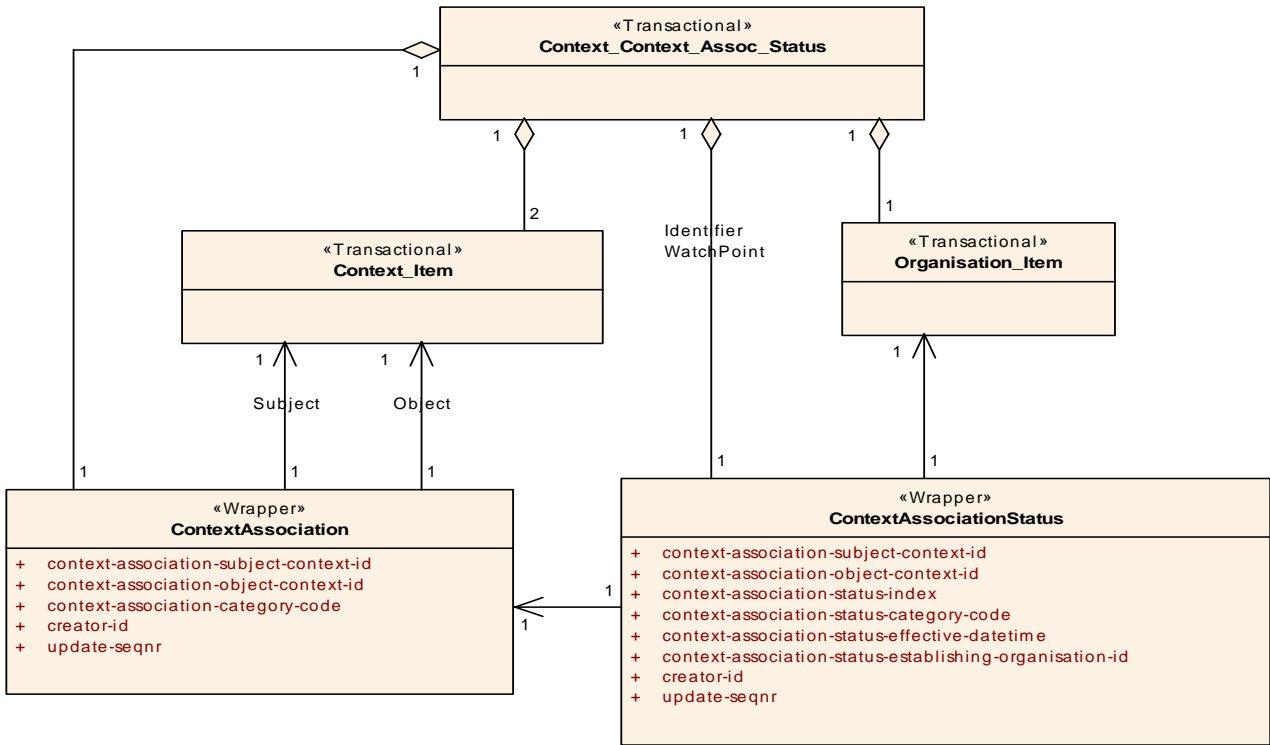 «Transactional»
Context_Context_Assoc_Status
1
1
1
1
2
1
Identifier
WatchPoint
«Transactional»
Context_Item
«Transactional»
Organisation_Item
1
1
1
Subject
Object
1
1
1
1
1
«Wrapper»
ContextAssociation
+ context-association-subject-context-id
+ context-association-object-context-id
+ context-association-category-code
+ creator-id
+ update-seqnr
1
1
«Wrapper»
ContextAssociationStatus
+ context-association-subject-context-id
+ context-association-object-context-id
+ context-association-status-index
+ context-association-status-category-code
+ context-association-status-effective-datetime
+ context-association-status-establishing-organisation-id
+ creator-id
+ update-seqnr